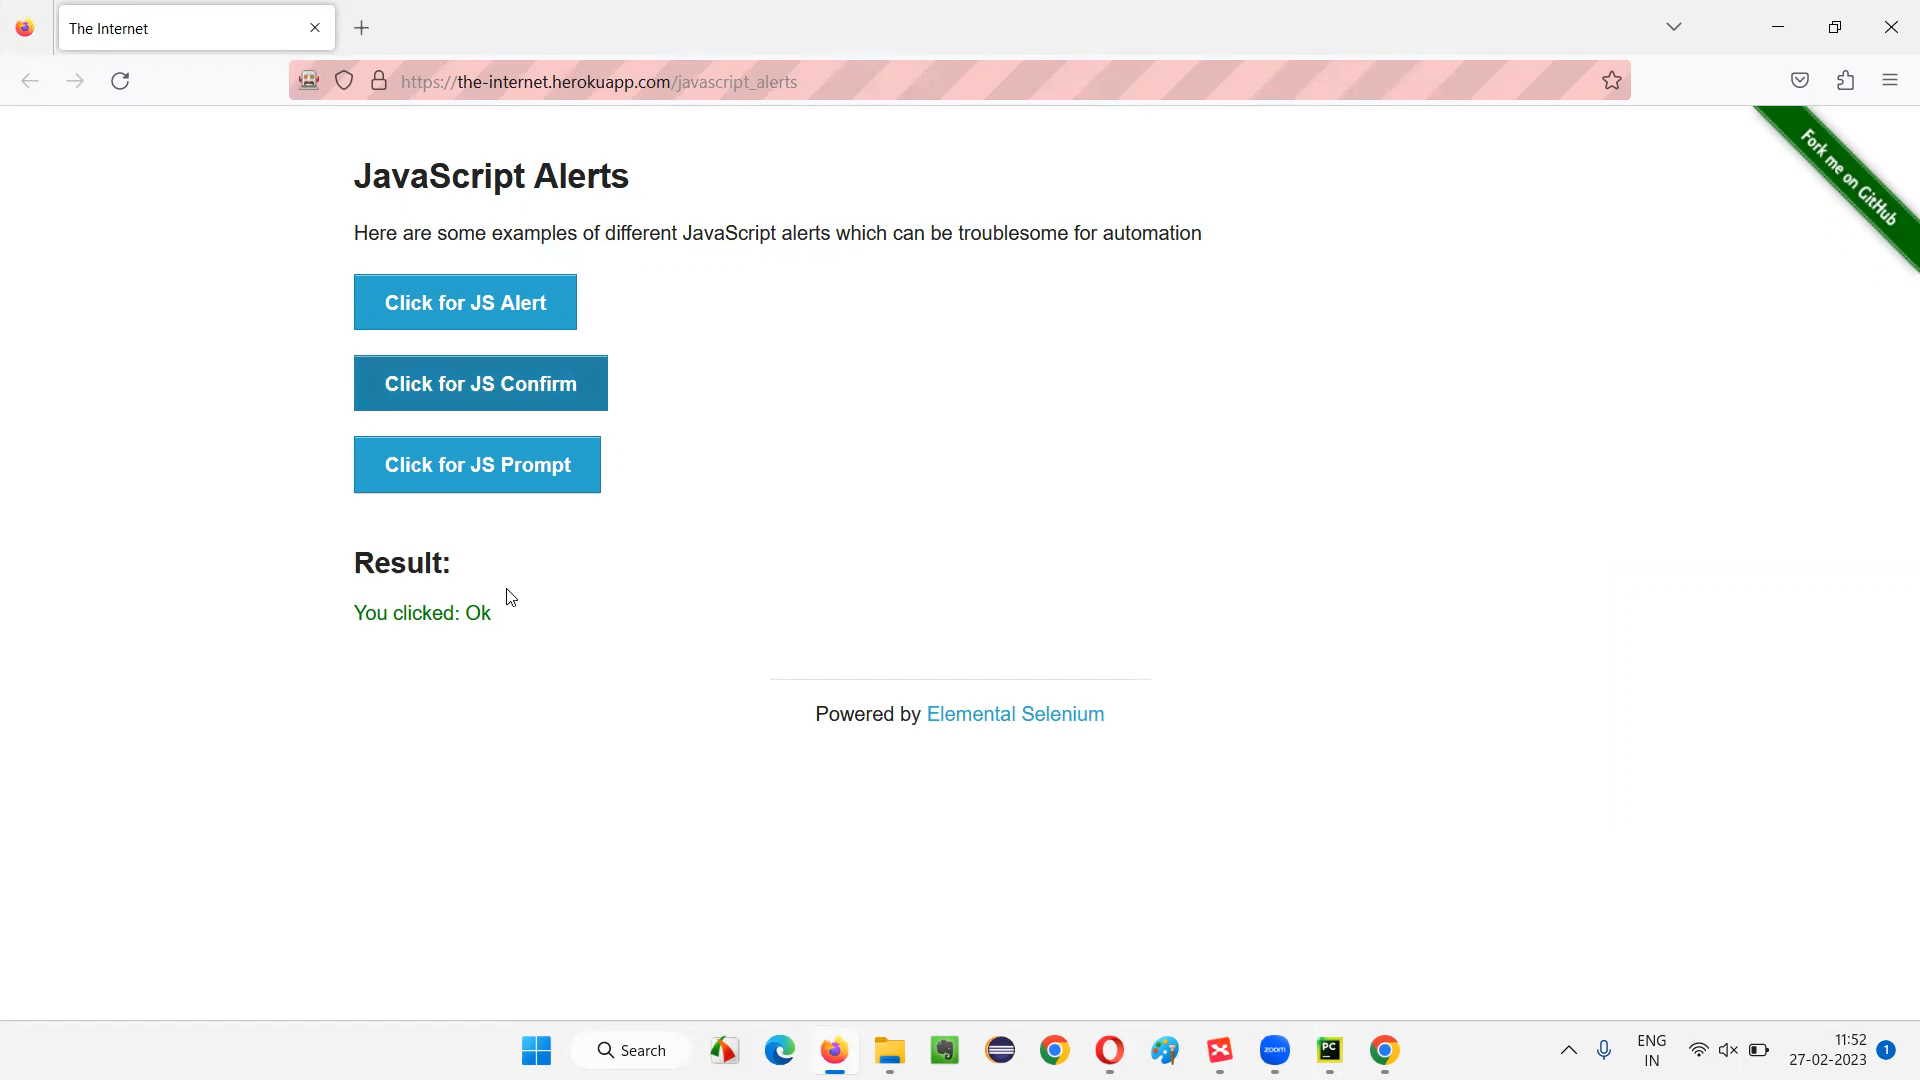 The Internet
https://the-internet.herokuapp.com/javascript_alerts
Fork me on GitHub
JavaScript Alerts
Here are some examples of different JavaScript alerts which can be troublesome for automation
Click for JS Alert
Click for JS Confirm
Click for JS Prompt
Result:
You clicked: Ok
Powered by Elemental Selenium
Search
zoom
PC
ENG
IN
11:52
27-02-2023
1